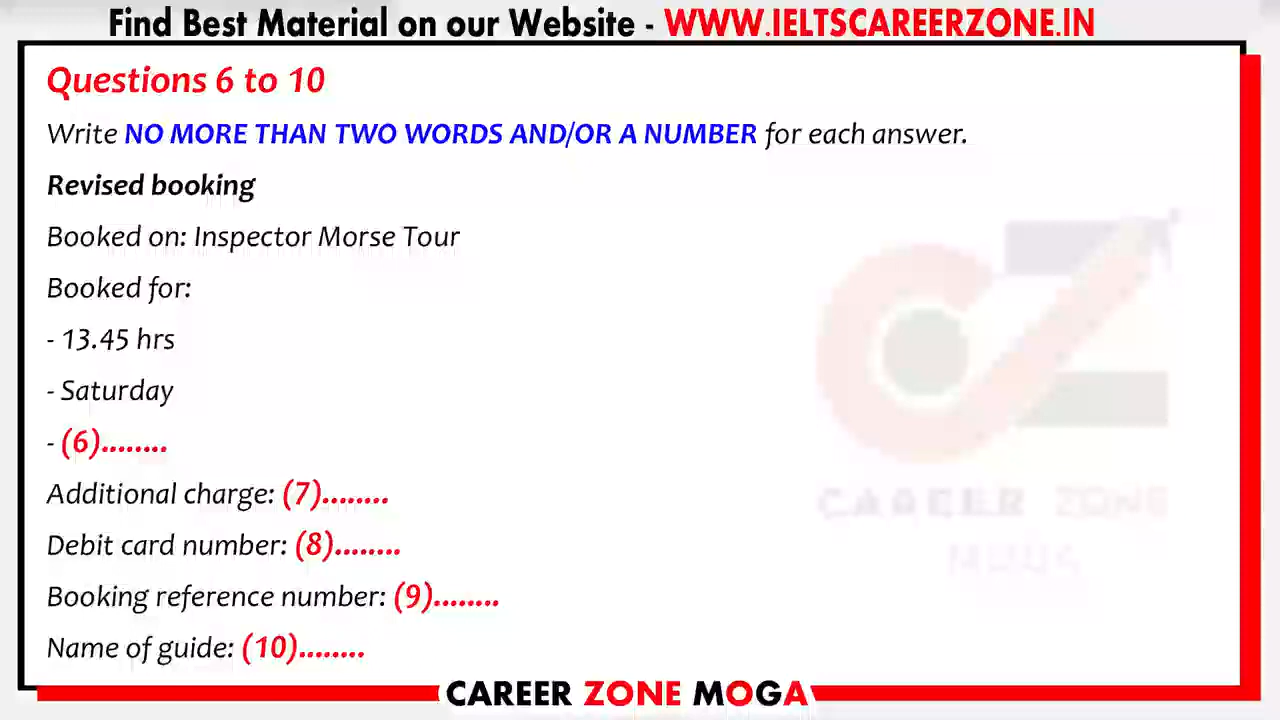 Find Best Material on our Website - WWW.IELTSCAREERZONE.IN
Questions 6 to 10
Write NO MORE THAN TWO WORDS AND/OR A NUMBER for each answer.
Revised booking
Booked on: Inspector Morse Tour
Booked for:
- 13.45 hrs
- Saturday
- (6)........
Additional charge: (7)........
Debit card number: (8)........
Booking reference number: (9)........
Name of guide: (10)........
CAREER ZONE
MOGA
CAREER ZONE MOGA